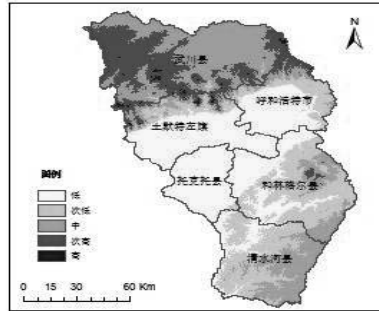 N
武川县
呼和浩特市
土默特左旗
托克托县
和林格尔县
清水河县
图例
低
次低
中
次高
高
0 15 30 60 Km